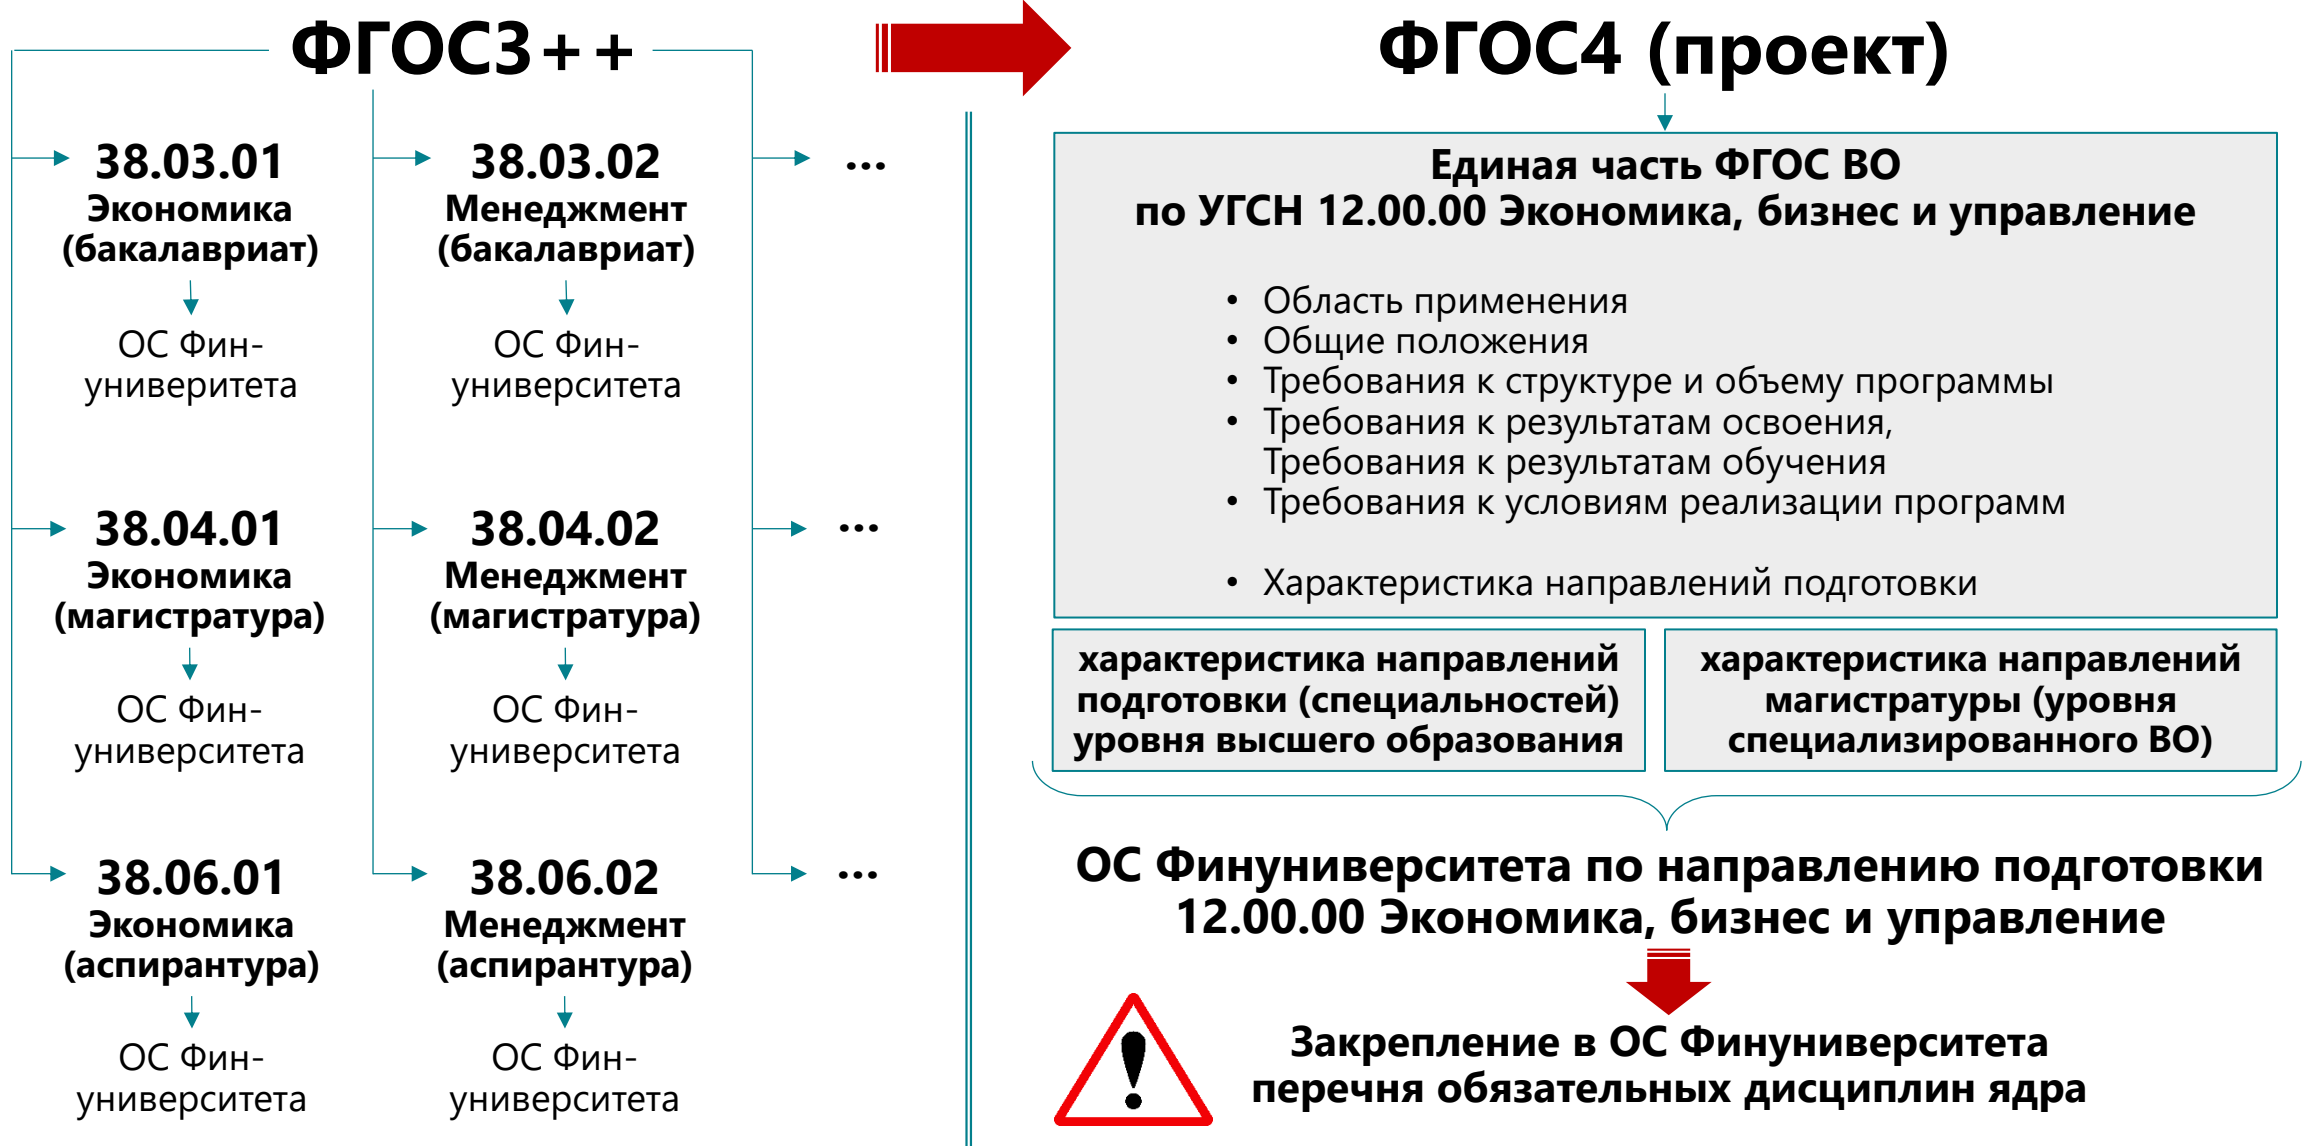 ФГОС3++
38.03.01
Экономика
(бакалавриат)
ОС Фин-
универитета
38.03.02
Менеджмент
(бакалавриат)
ОС Фин-
университета
...
38.04.01
Экономика
(магистратура)
ОС Фин-
университета
38.04.02
Менеджмент
(магистратура)
ОС Фин-
университета
...
38.06.01
Экономика
(аспирантура)
ОС Фин-
университета
38.06.02
Менеджмент
(аспирантура)
ОС Фин-
университета
...
ФГОС4 (проект)
Единая часть ФГОС ВО
по УГСН 12.00.00 Экономика, бизнес и управление
• Область применения
• Общие положения
• Требования к структуре и объему программы
• Требования к результатам освоения,
Требования к результатам обучения
• Требования к условиям реализации программ
• Характеристика направлений подготовки
характеристика направлений
подготовки (специальностей)
уровня высшего образования
характеристика направлений
магистратуры (уровня
специализированного ВО)
ОС Финуниверситета по направлению подготовки
12.00.00 Экономика, бизнес и управление
Закрепление в ОС Финуниверситета
перечня обязательных дисциплин ядра